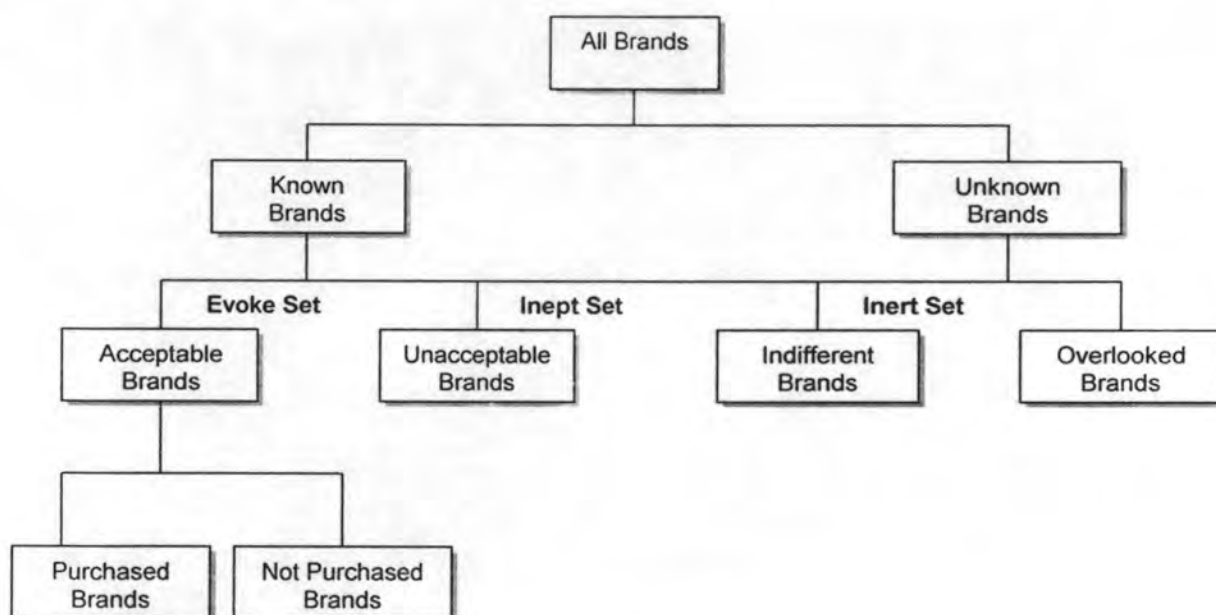 All Brands
Known
Brands
Unknown
Brands
Evoke Set
Inept Set
Inert Set
Acceptable
Brands
Unacceptable
Brands
Indifferent
Brands
Overlooked
Brands
Purchased
Brands
Not Purchased
Brands